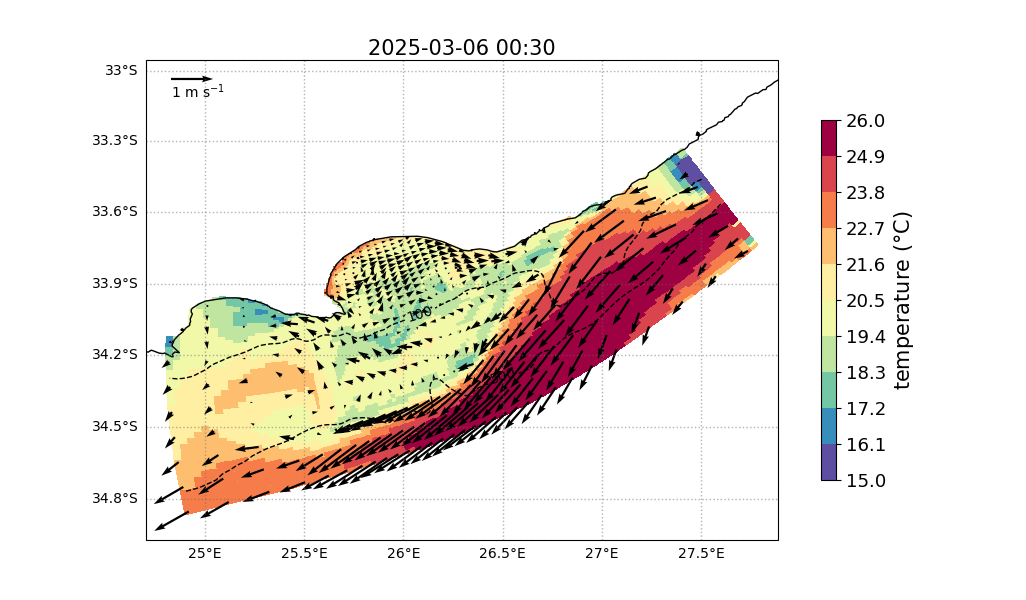 2025-03-06 00:30
1 m s⁻¹
33°S
33.3°S
33.6°S
33.9°S
34.2°S
34.5°S
34.8°S
25°E
25.5°E
26°E
26.5°E
27°E
27.5°E
100
26.0
24.9
23.8
22.7
21.6
20.5
19.4
18.3
17.2
16.1
15.0
temperature (°C)